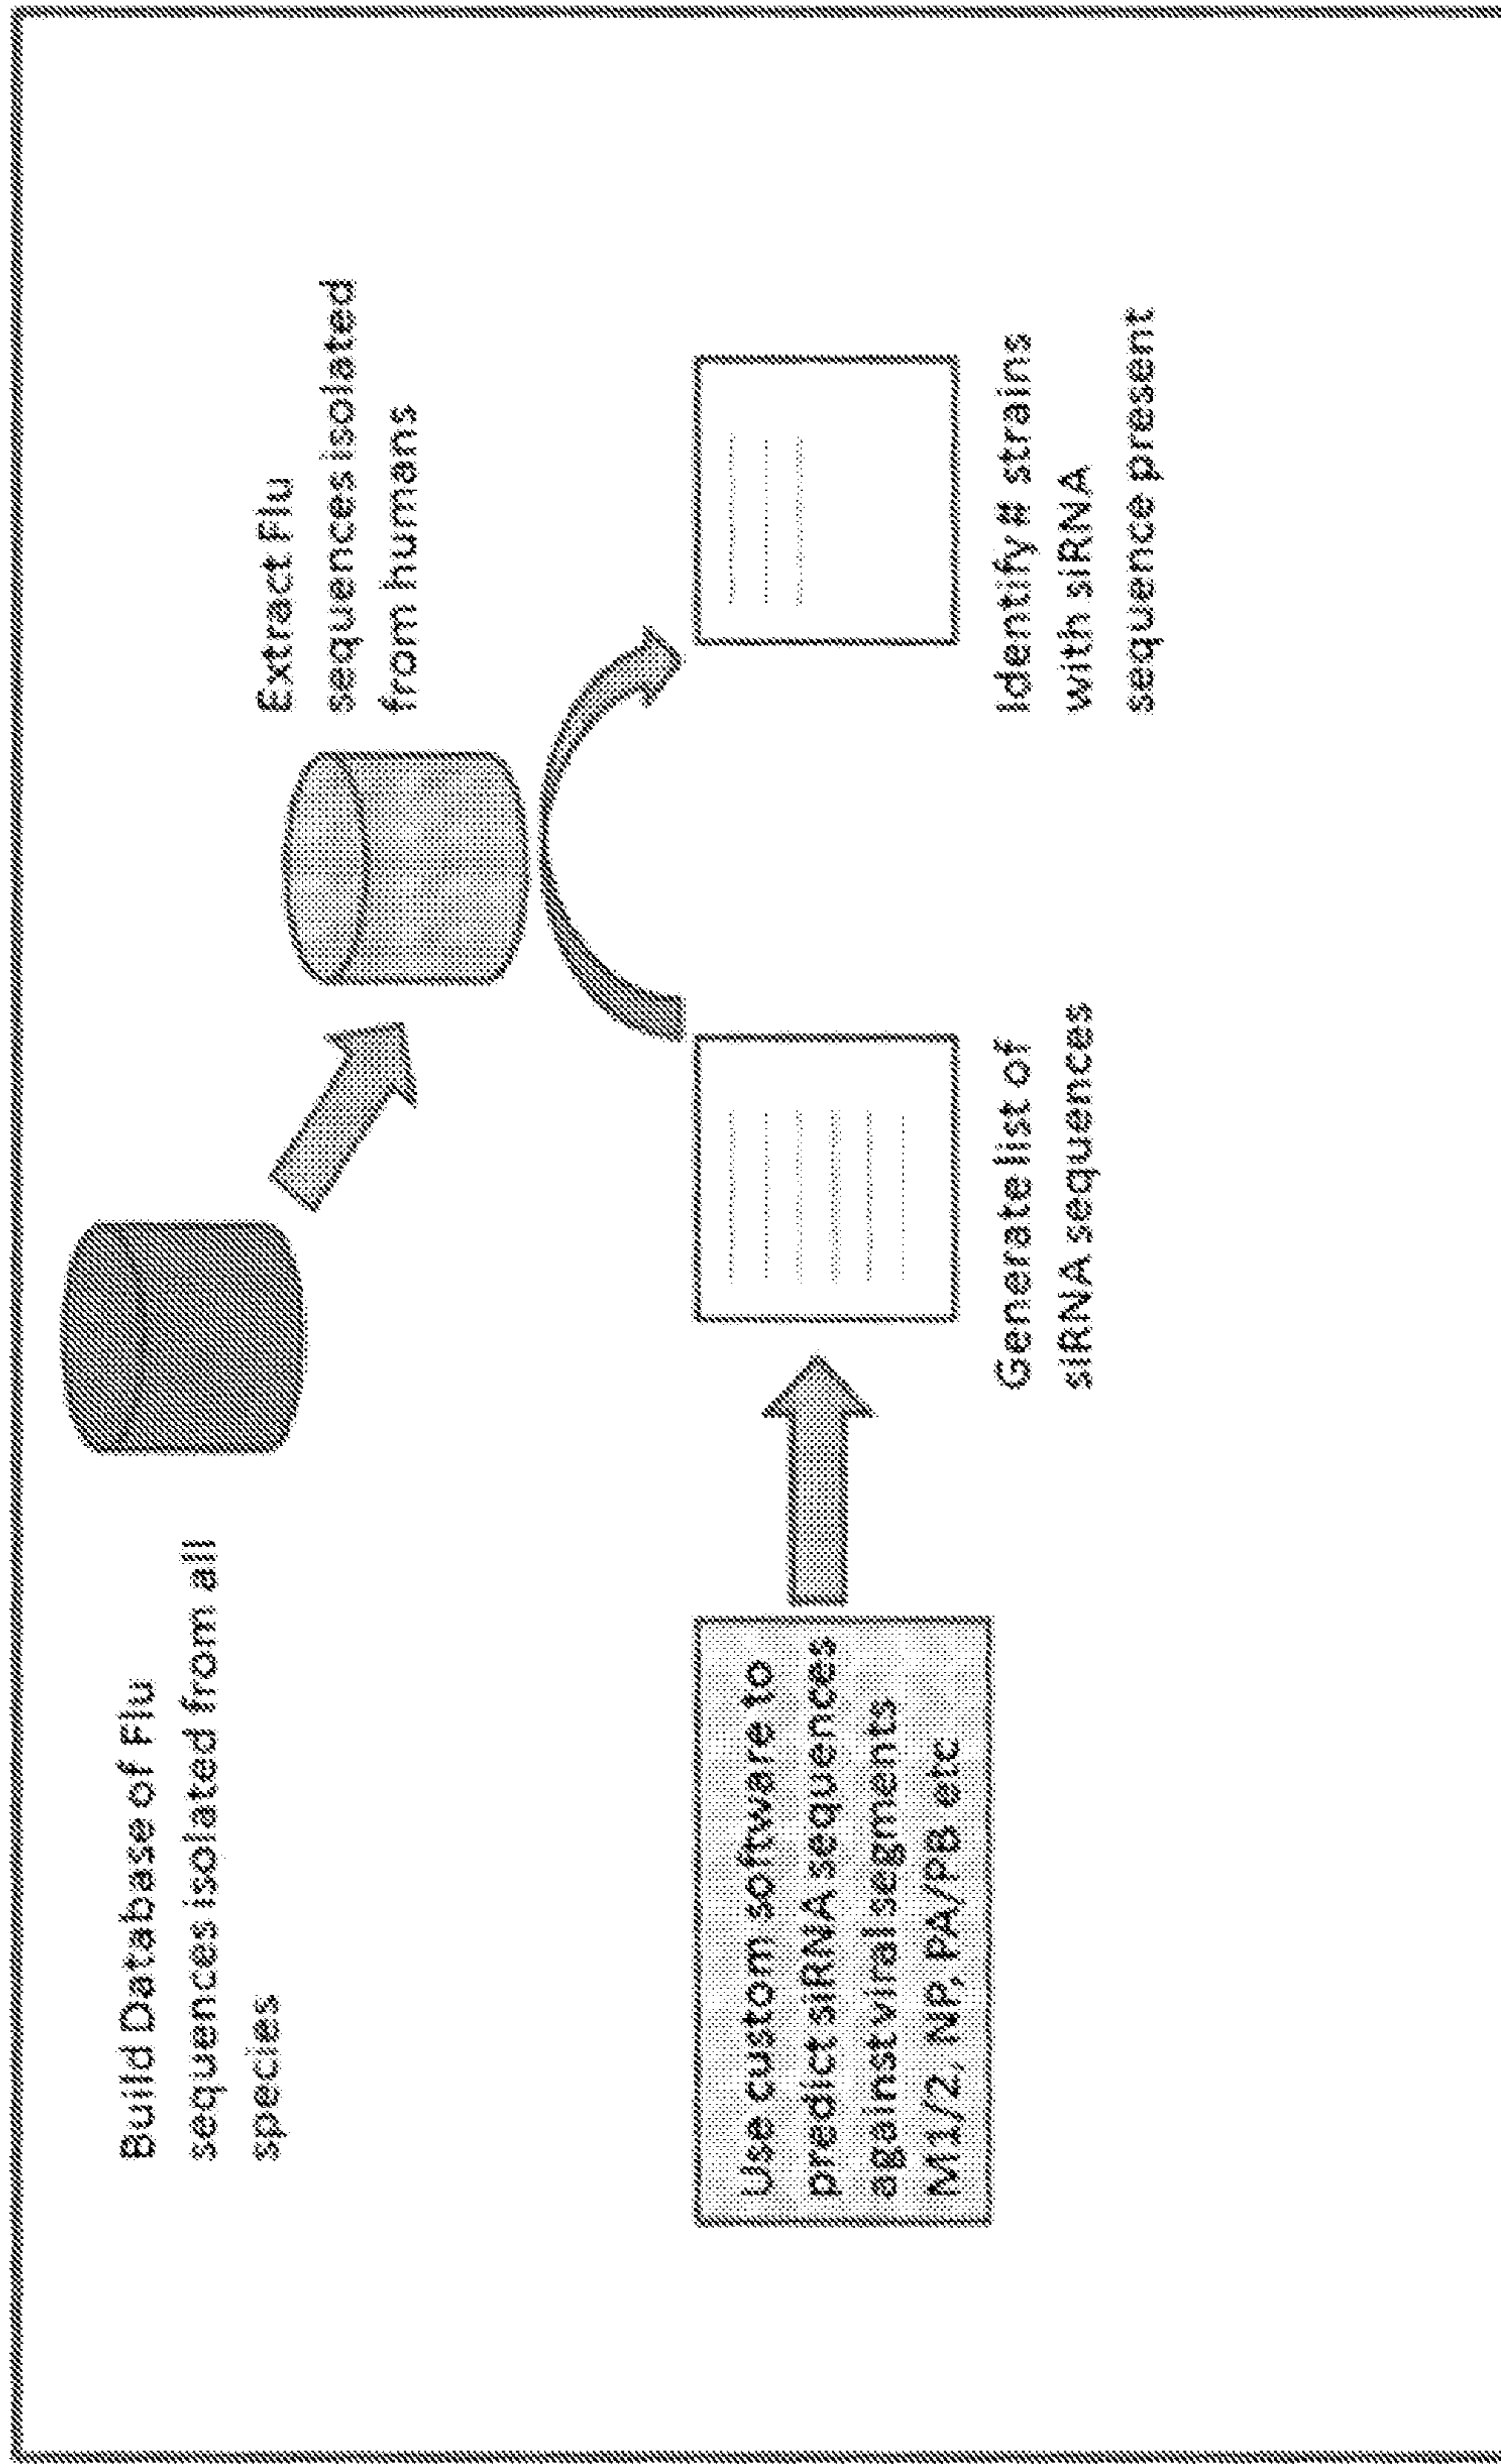 Build Database of Flu
sequences isolated from all
species
Extract Flu
sequences isolated
from humans
Use custom software to
predict siRNA sequences
against viral segments
M1/2, NP, PA/PB etc
Generate list of
siRNA sequences
Identify # strains
with siRNA
sequence present